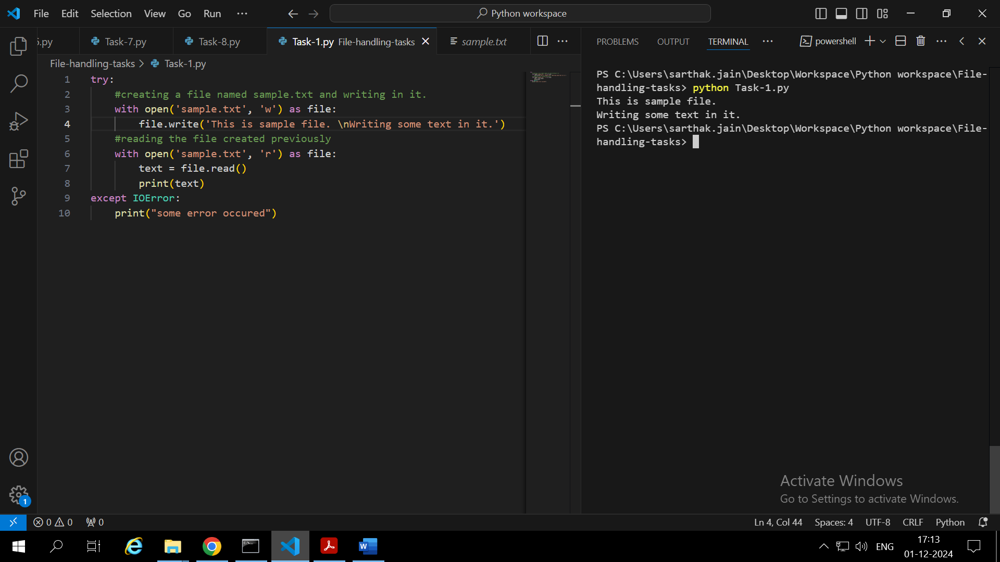 File Edit Selection View Go Run ··· Python workspace
5.py Task-7.py Task-8.py Task-1.py File-handling-tasks sample.txt ···
File-handling-tasks > Task-1.py
1 try:
2 #creating a file named sample.txt and writing in it.
3 with open('sample.txt', 'w') as file:
4 file.write('This is sample file. \nWriting some text in it.')
5 #reading the file created previously
6 with open('sample.txt', 'r') as file:
7 text = file.read()
8 print(text)
9 except IOError:
10 print("some error occured")
PROBLEMS OUTPUT TERMINAL ··· powershell ···
PS C:\Users\sarthak.jain\Desktop\Workspace\Python workspace\File-
handling-tasks> python Task-1.py
This is sample file.
Writing some text in it.
PS C:\Users\sarthak.jain\Desktop\Workspace\Python workspace\File-
handling-tasks>
Activate Windows
Go to Settings to activate Windows.
1
0 0 0 Ln 4, Col 44 Spaces: 4 UTF-8 CRLF Python
ENG 17:13
01-12-2024